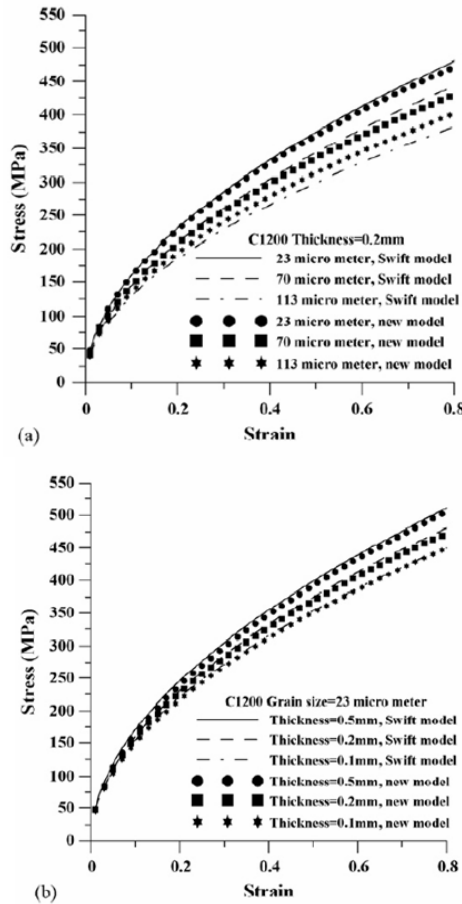 550
500
450
400
350
300
250
200
150
100
50
0
Stress (MPa)
C1200 Thickness=0.2mm
23 micro meter, Swift model
70 micro meter, Swift model
113 micro meter, Swift model
23 micro meter, new model
70 micro meter, new model
113 micro meter, new model
0 0.2 0.4 0.6 0.8
Strain
(a)
550
500
450
400
350
300
250
200
150
100
50
0
Stress (MPa)
C1200 Grain size=23 micro meter
Thickness=0.5mm, Swift model
Thickness=0.2mm, Swift model
Thickness=0.1mm, Swift model
Thickness=0.5mm, new model
Thickness=0.2mm, new model
Thickness=0.1mm, new model
0 0.2 0.4 0.6 0.8
Strain
(b)